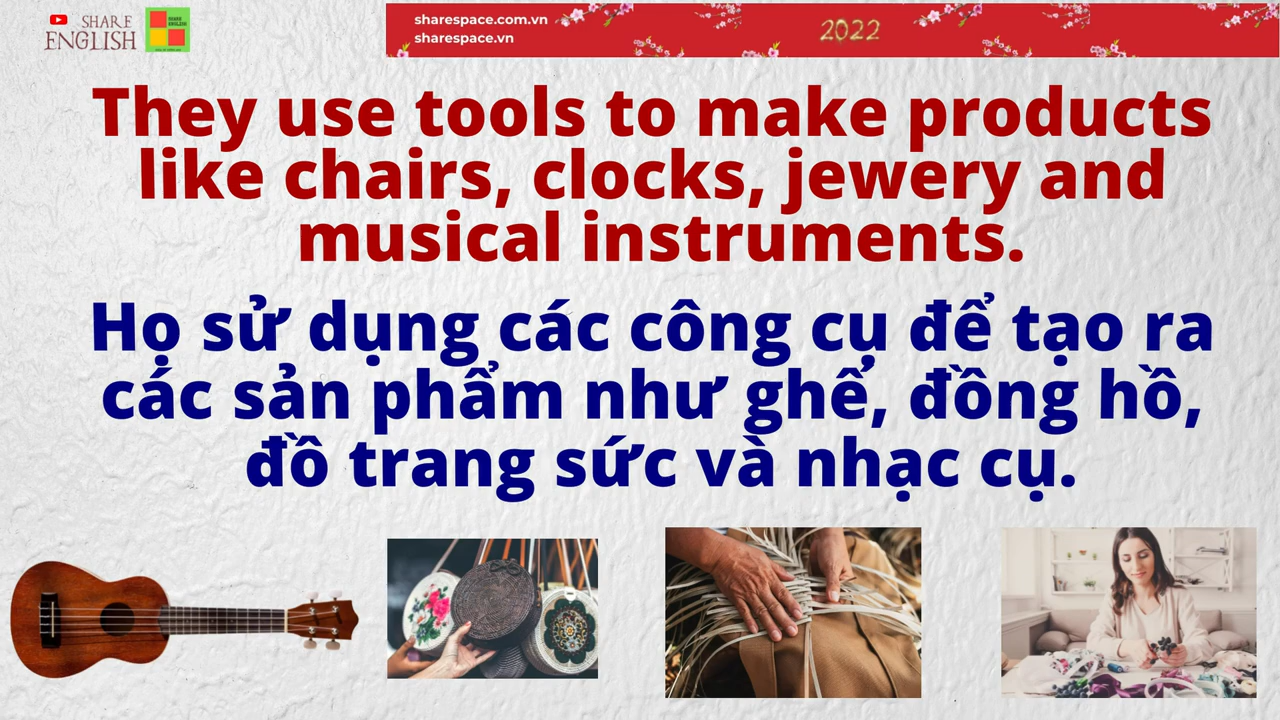 SHARE
ENGLISH
SHARE
ENGLISH
sharespace.com.vn
sharespace.vn
2022
They use tools to make products
like chairs, clocks, jewery and
musical instruments.
Họ sử dụng các công cụ để tạo ra
các sản phẩm như ghế, đồng hồ,
đồ trang sức và nhạc cụ.